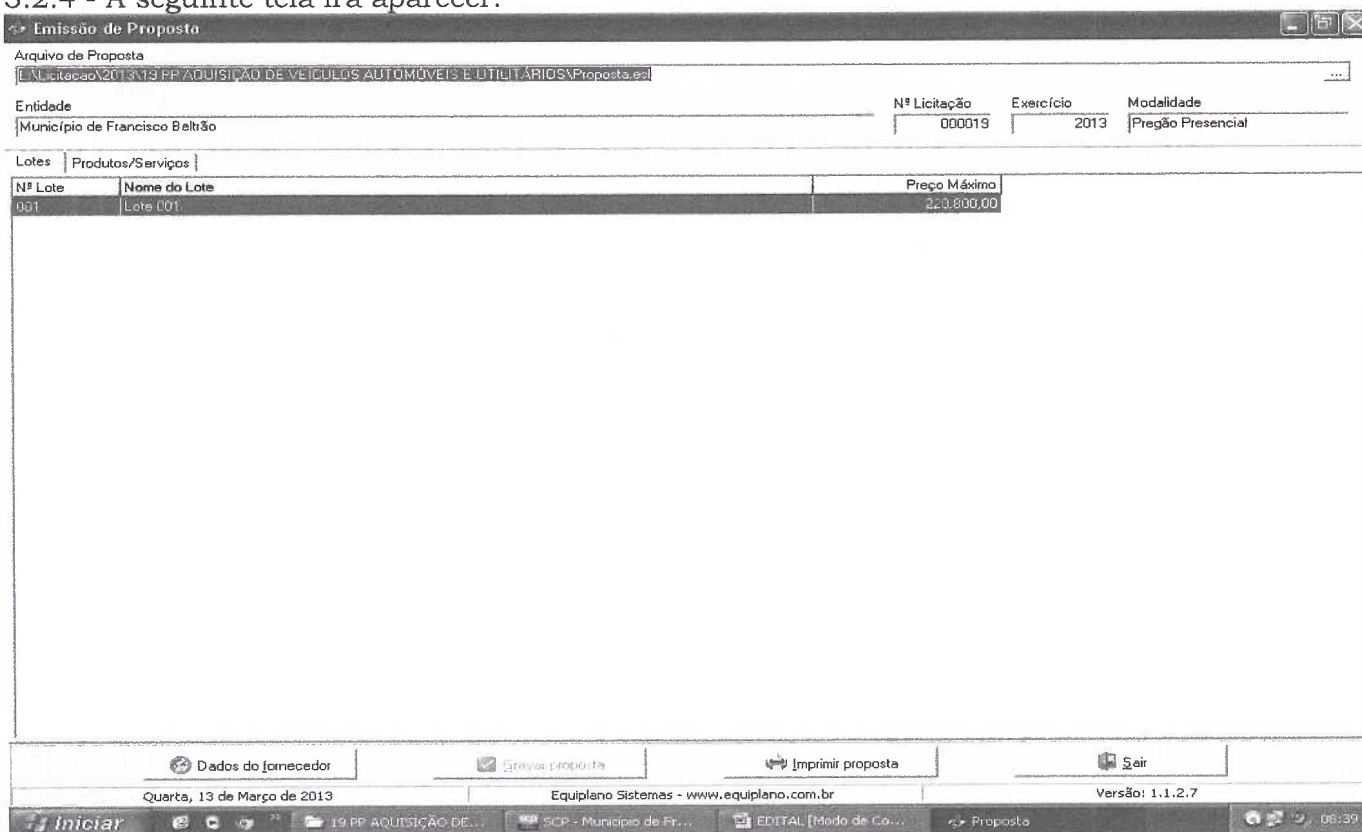 3.2.4 - A seguinte tela irá aparecer:
Emissão de Proposta
Arquivo de Proposta
L:\Licitacao\2013\19 PP AQUISIÇÃO DE VEÍCULOS AUTOMÓVEIS E UTILITÁRIOS\Proposta.esl
...
Entidade Nº Licitação Exercício Modalidade
Município de Francisco Beltrão 000019 2013 Pregão Presencial
Lotes Produtos/Serviços
Nº Lote Nome do Lote Preço Máximo
001 Lote 001 220.800,00
Dados do fornecedor Gravar proposta Imprimir proposta Sair
Quarta, 13 de Março de 2013 Equiplano Sistemas - www.equiplano.com.br Versão: 1.1.2.7
Iniciar 19 PP AQUISIÇÃO DE... SCP - Município de Fr... EDITAL [Modo de Co... Proposta 08:39